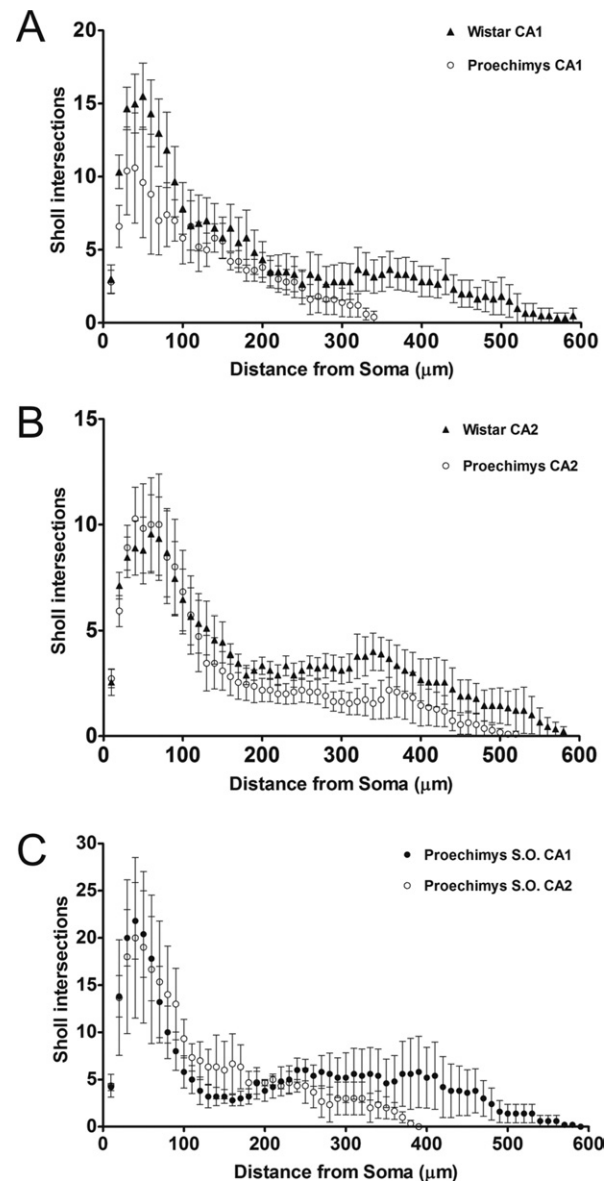 A
20
15
10
5
0
Sholl intersections
Wistar CA1
Proechimys CA1
0 100 200 300 400 500 600
Distance from Soma (μm)
B
15
10
5
0
Sholl intersections
Wistar CA2
Proechimys CA2
0 100 200 300 400 500 600
Distance from Soma (μm)
C
30
25
20
15
10
5
0
Sholl intersections
Proechimys S.O. CA1
Proechimys S.O. CA2
0 100 200 300 400 500 600
Distance from Soma (μm)